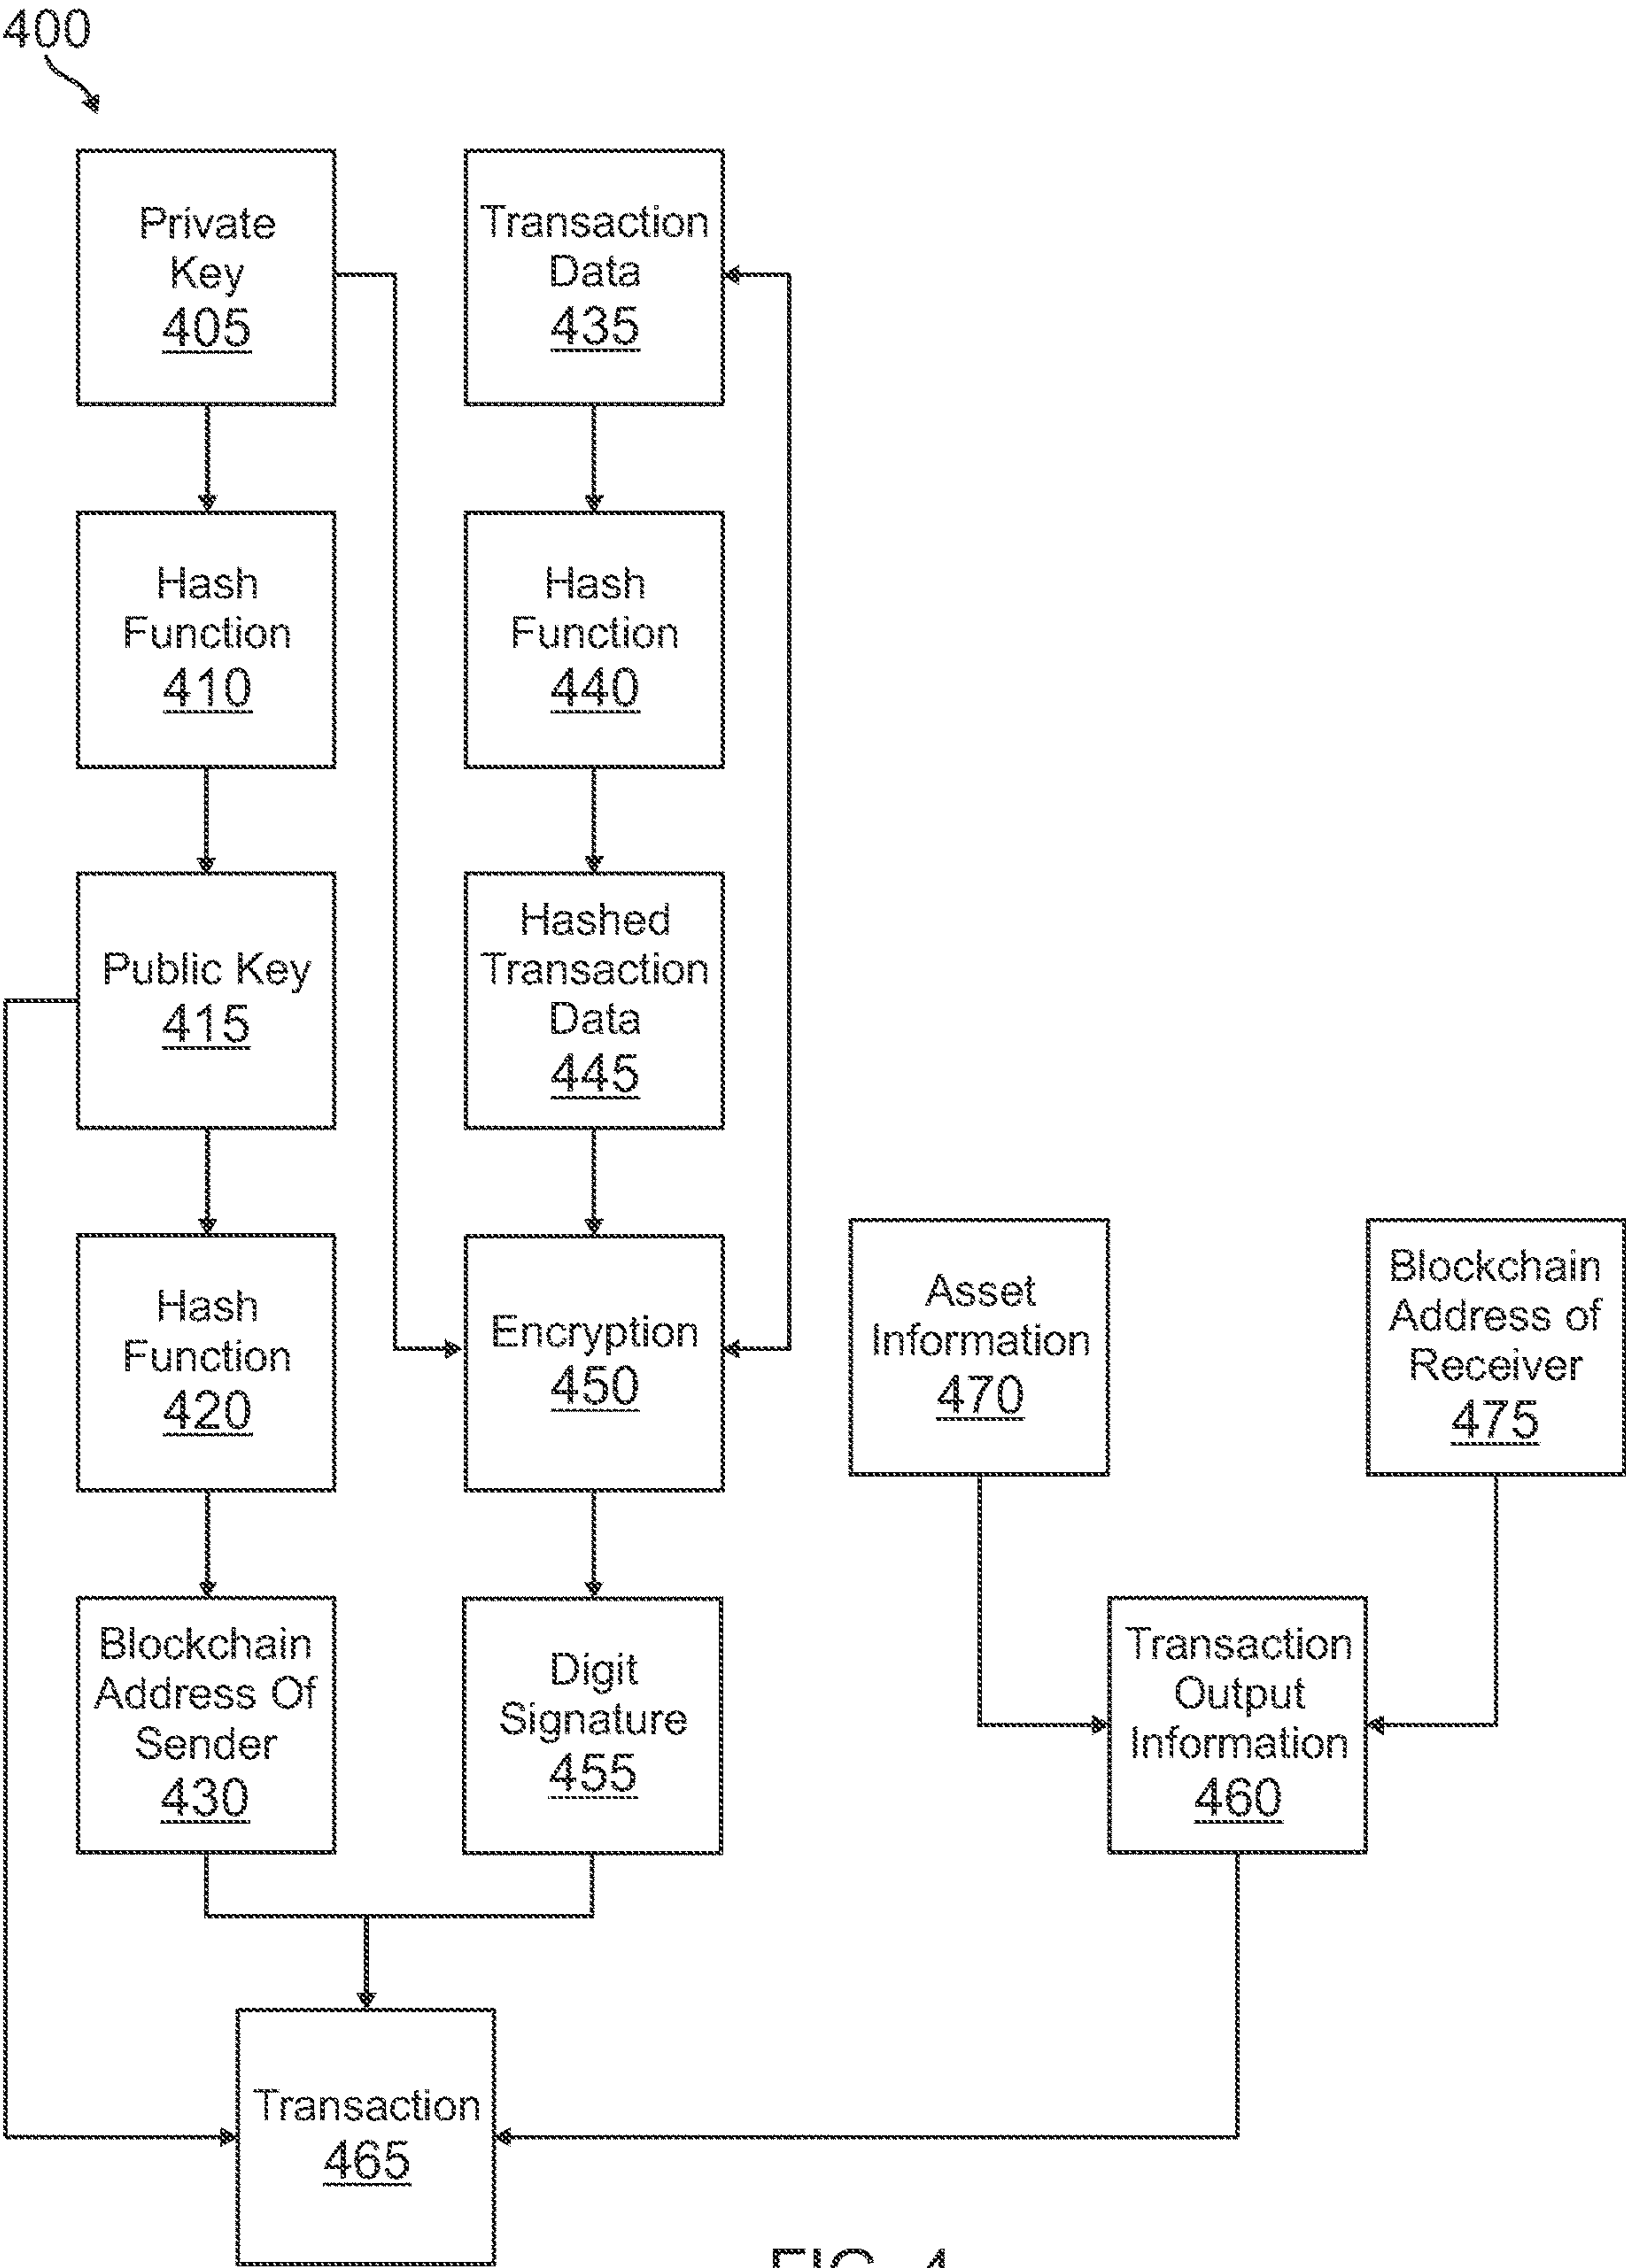 400
Private
Key
405
Transaction
Data
435
Hash
Function
410
Hash
Function
440
Public Key
415
Hashed
Transaction
Data
445
Hash
Function
420
Encryption
450
Asset
Information
470
Blockchain
Address of
Receiver
475
Blockchain
Address Of
Sender
430
Digit
Signature
455
Transaction
Output
Information
460
Transaction
465
FIG. 4